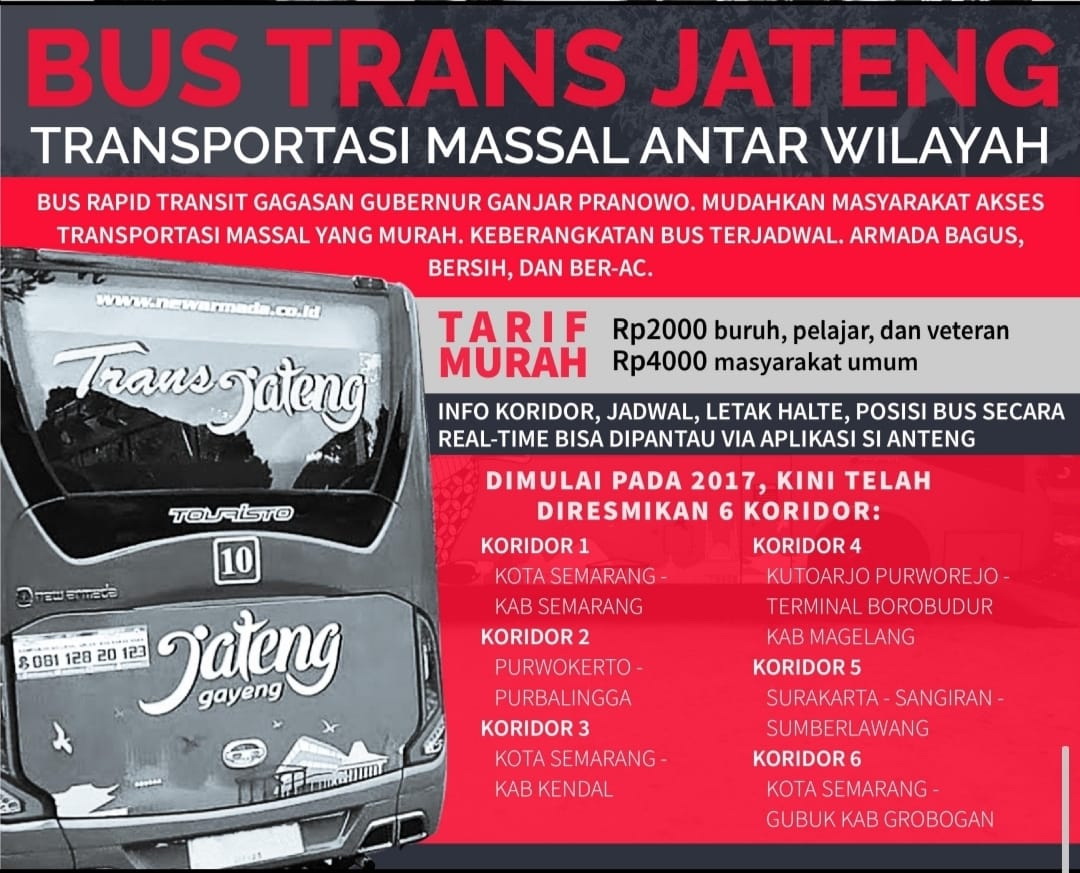 BUS TRANS JATENG
TRANSPORTASI MASSAL ANTAR WILAYAH
BUS RAPID TRANSIT GAGASAN GUBERNUR GANJAR PRANOWO. MUDAHKAN MASYARAKAT AKSES
TRANSPORTASI MASSAL YANG MURAH. KEBERANGKATAN BUS TERJADWAL. ARMADA BAGUS,
BERSIH, DAN BER-AC.
www.newarmada.co.id
Trans Jateng
TOURISTO
10
NEW ARMADA
081 128 20 123
Jateng
gayeng
TARIF
MURAH
Rp2000 buruh, pelajar, dan veteran
Rp4000 masyarakat umum
INFO KORIDOR, JADWAL, LETAK HALTE, POSISI BUS SECARA
REAL-TIME BISA DIPANTAU VIA APLIKASI SI ANTENG
DIMULAI PADA 2017, KINI TELAH
DIRESMIKAN 6 KORIDOR:
KORIDOR 1
KOTA SEMARANG -
KAB SEMARANG
KORIDOR 2
PURWOKERTO -
PURBALINGGA
KORIDOR 3
KOTA SEMARANG -
KAB KENDAL
KORIDOR 4
KUTOARJO PURWOREJO -
TERMINAL BOROBUDUR
KAB MAGELANG
KORIDOR 5
SURAKARTA - SANGIRAN -
SUMBERLAWANG
KORIDOR 6
KOTA SEMARANG -
GUBUK KAB GROBOGAN